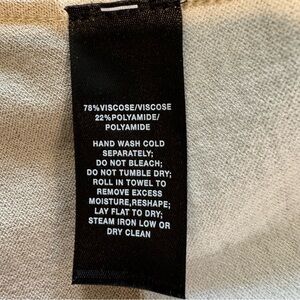 78%VISCOSE/VISCOSE
22%POLYAMIDE/
POLYAMIDE
HAND WASH COLD
SEPARATELY;
DO NOT BLEACH;
DO NOT TUMBLE DRY;
ROLL IN TOWEL TO
REMOVE EXCESS
MOISTURE,RESHAPE;
LAY FLAT TO DRY;
STEAM IRON LOW OR
DRY CLEAN